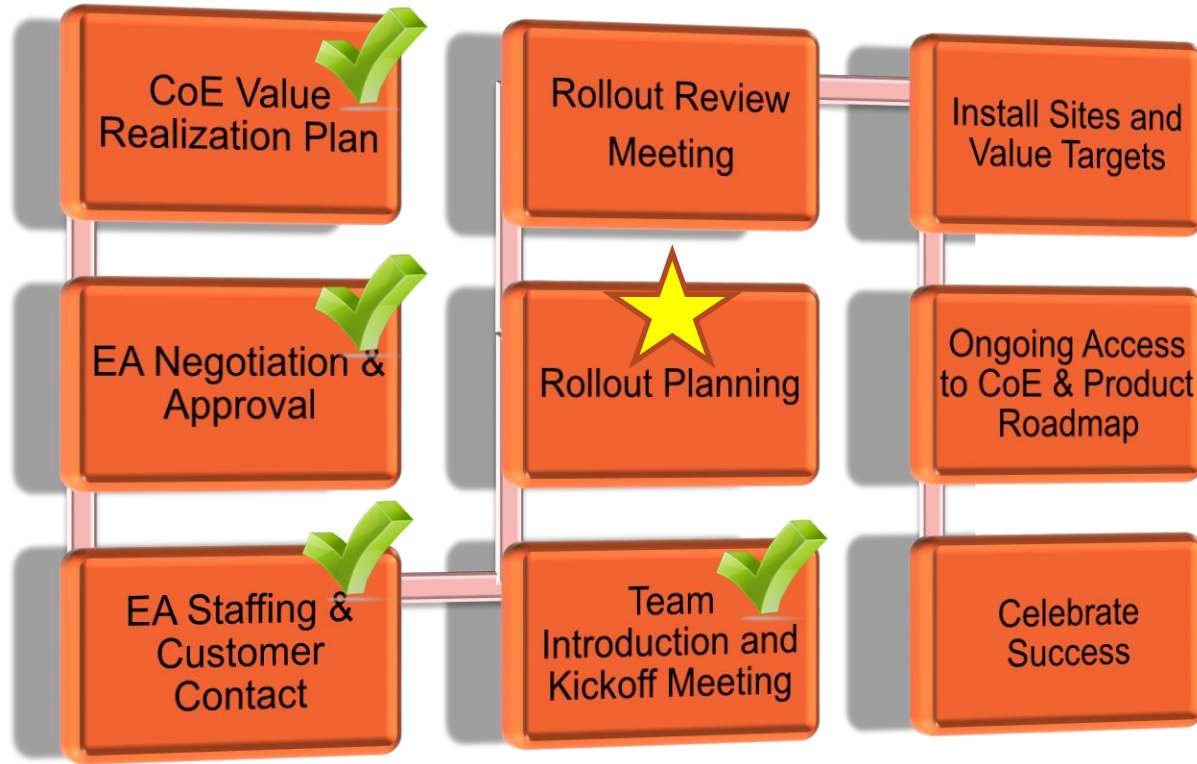 CoE Value
Realization Plan
EA Negotiation &
Approval
EA Staffing &
Customer
Contact
Team
Introduction and
Kickoff Meeting
Rollout Planning
Rollout Review
Meeting
Install Sites and
Value Targets
Ongoing Access
to CoE & Product
Roadmap
Celebrate
Success